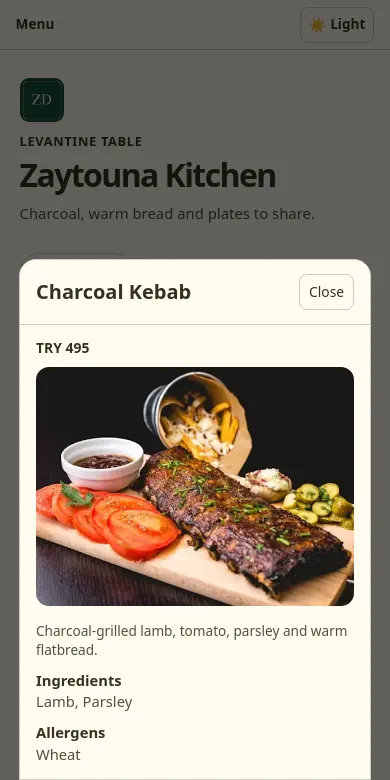 Menu
☀️ Light
ZD
LEVANTINE TABLE
Zaytouna Kitchen
Charcoal, warm bread and plates to share.
Charcoal Kebab
Close
TRY 495
Charcoal-grilled lamb, tomato, parsley and warm
flatbread.
Ingredients
Lamb, Parsley
Allergens
Wheat